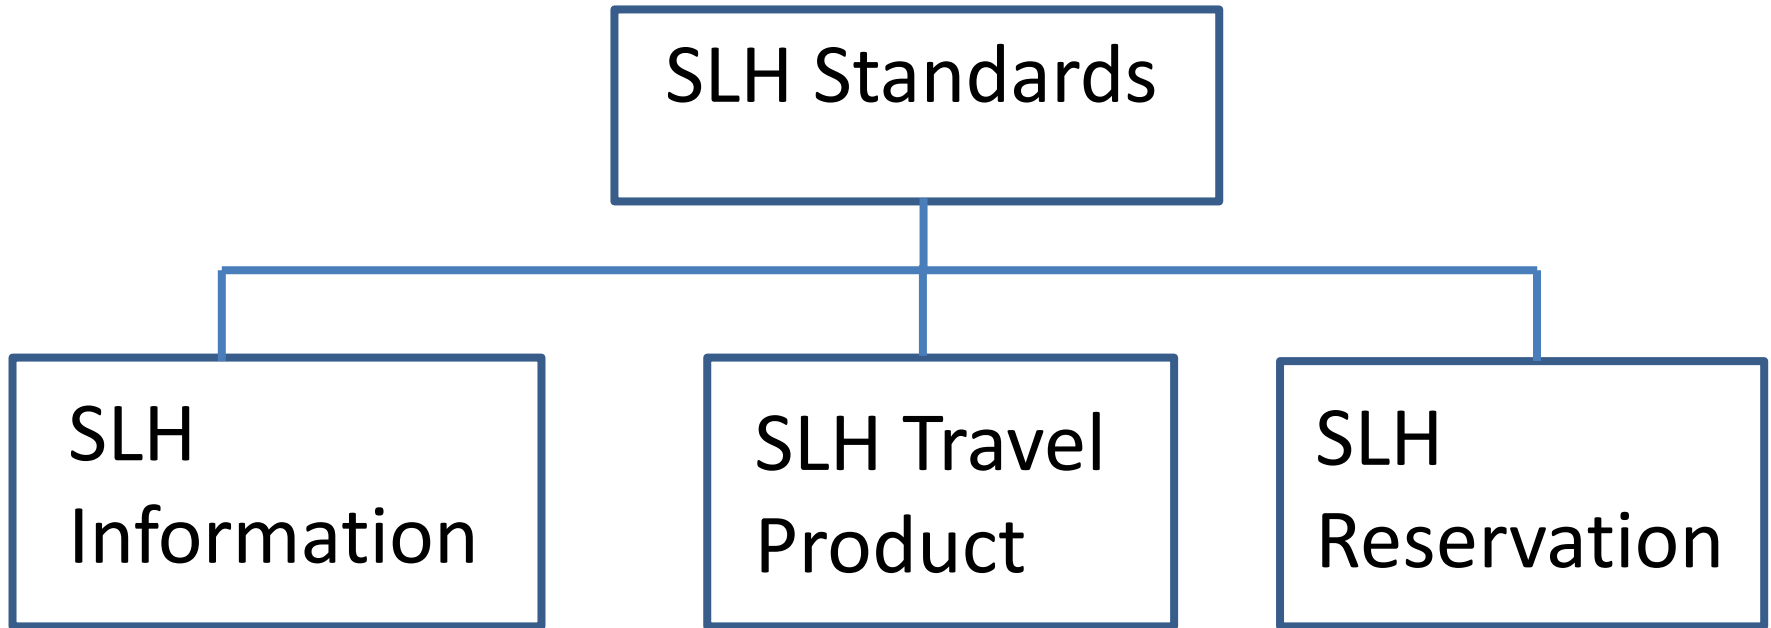 SLH Standards
SLH
Information
SLH Travel
Product
SLH
Reservation